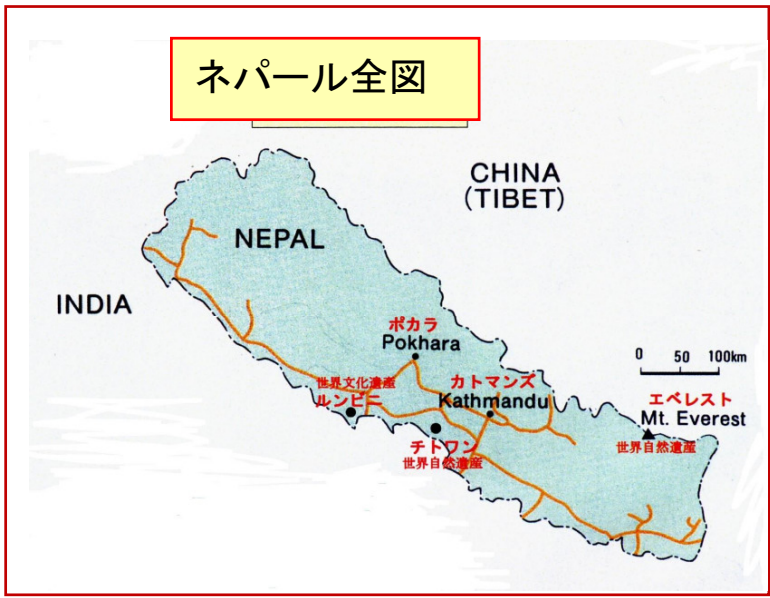 ネパール全図
CHINA
(TIBET)
NEPAL
INDIA
ポカラ
Pokhara
0 50 100km
世界文化遺産
ルンビニ
カトマンズ
Kathmandu
エベレスト
Mt. Everest
世界自然遺産
チトワン
世界自然遺産